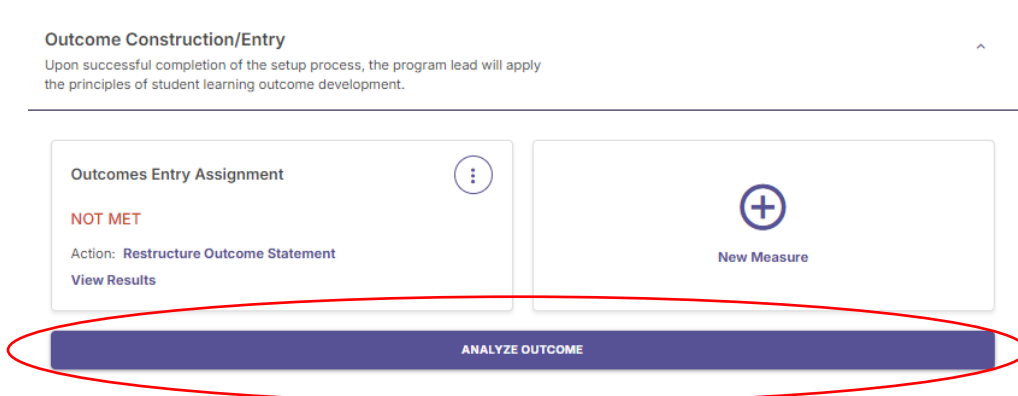 Outcome Construction/Entry
Upon successful completion of the setup process, the program lead will apply
the principles of student learning outcome development.
Outcomes Entry Assignment
NOT MET
Action: Restructure Outcome Statement
View Results
New Measure
ANALYZE OUTCOME